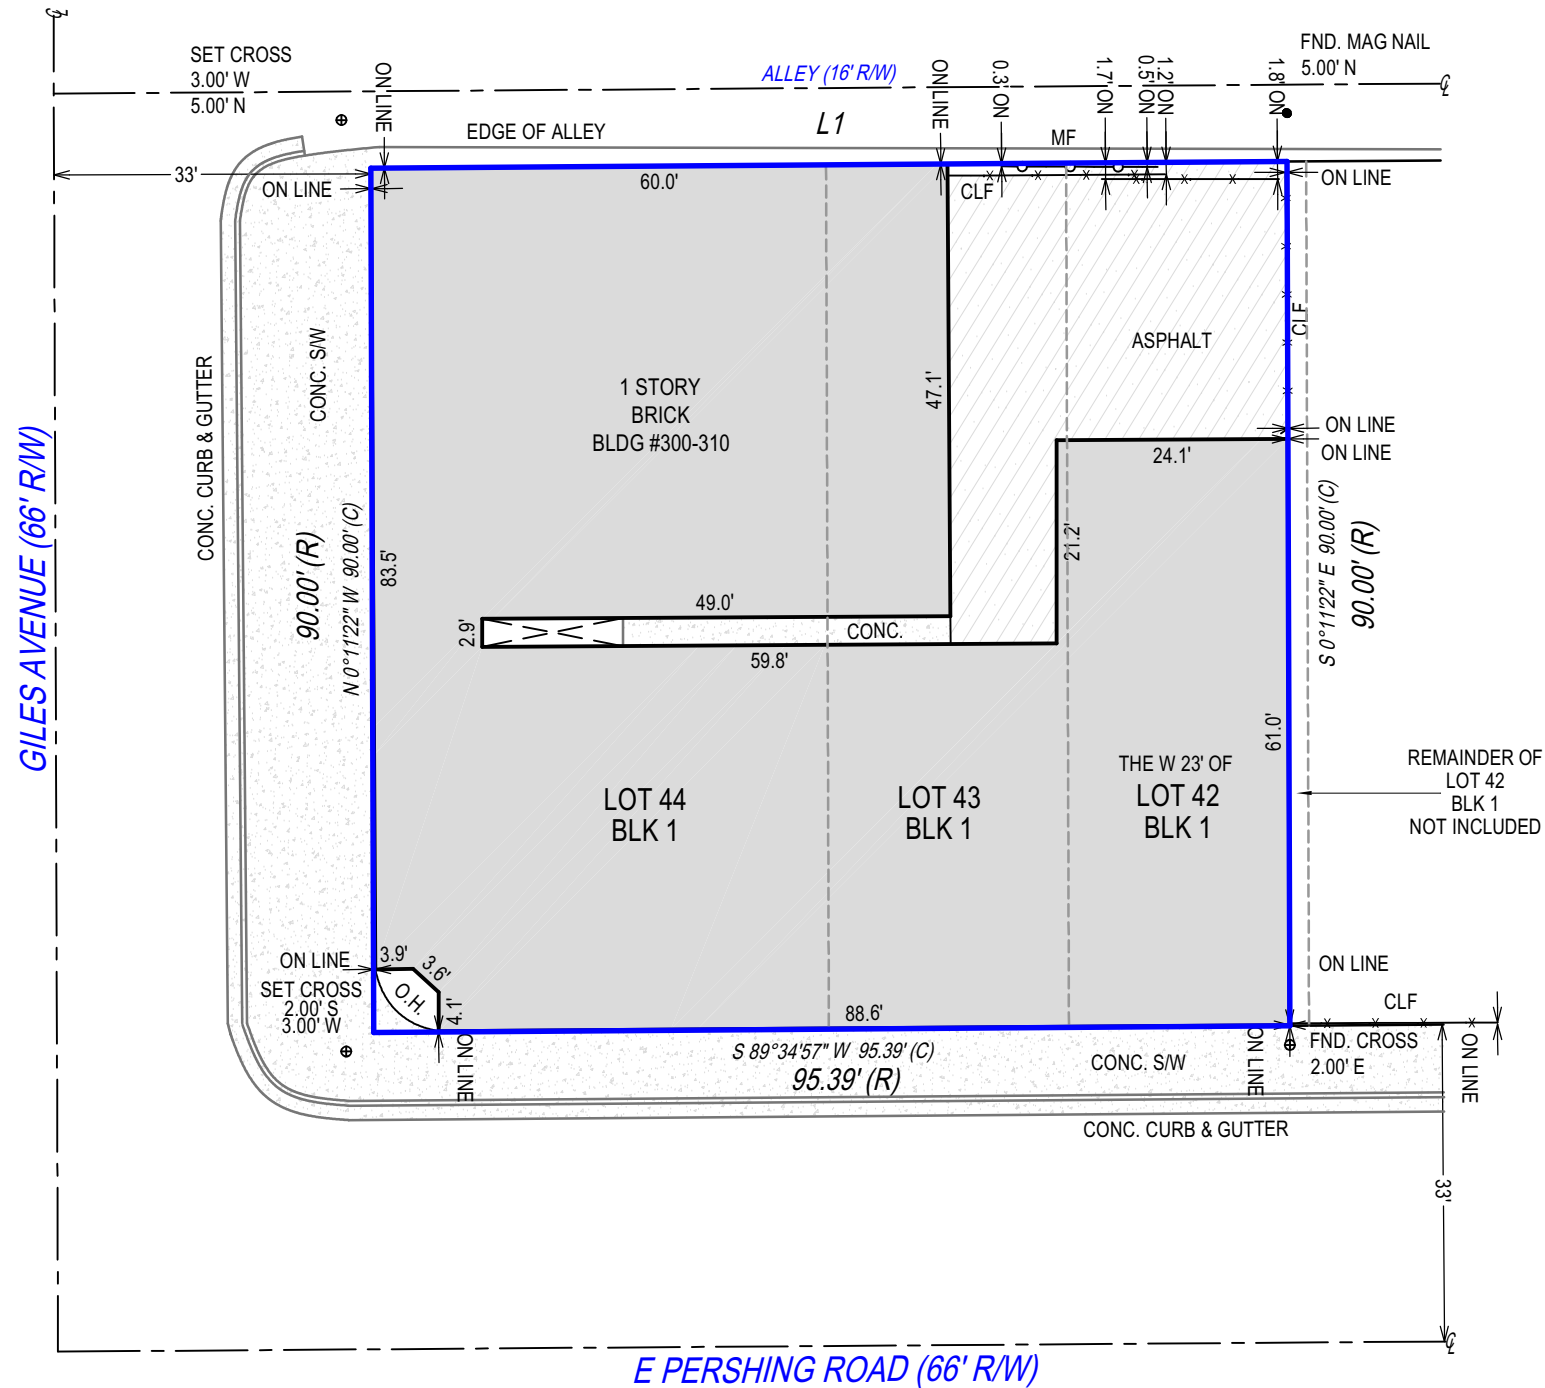 SET CROSS
3.00' W
5.00' N
ON LINE
ALLEY (16' R/W)
ON LINE
0.3' ON
1.7' ON
0.5' ON
1.2' ON
1.8' ON
FND. MAG NAIL
5.00' N
EDGE OF ALLEY
L1
MF
33'
ON LINE
60.0'
CLF
ON LINE
CONC. S/W
CONC. CURB & GUTTER
1 STORY
BRICK
BLDG #300-310
47.1'
ASPHALT
CLF
ON LINE
ON LINE
24.1'
GILES AVENUE (66' R/W)
90.00' (R)
N 0°11'22" W 90.00' (C)
83.5'
21.2'
S 0°11'22" E 90.00' (C)
90.00' (R)
49.0'
2.9'
CONC.
59.8'
61.0'
LOT 44
BLK 1
LOT 43
BLK 1
THE W 23' OF
LOT 42
BLK 1
REMAINDER OF
LOT 42
BLK 1
NOT INCLUDED
ON LINE
3.9'
3.6'
O.H.
4.1'
SET CROSS
2.00' S
3.00' W
ON LINE
88.6'
ON LINE
CLF
S 89°34'57" W 95.39' (C)
95.39' (R)
CONC. S/W
ON LINE
FND. CROSS
2.00' E
ON LINE
CONC. CURB & GUTTER
33'
E PERSHING ROAD (66' R/W)